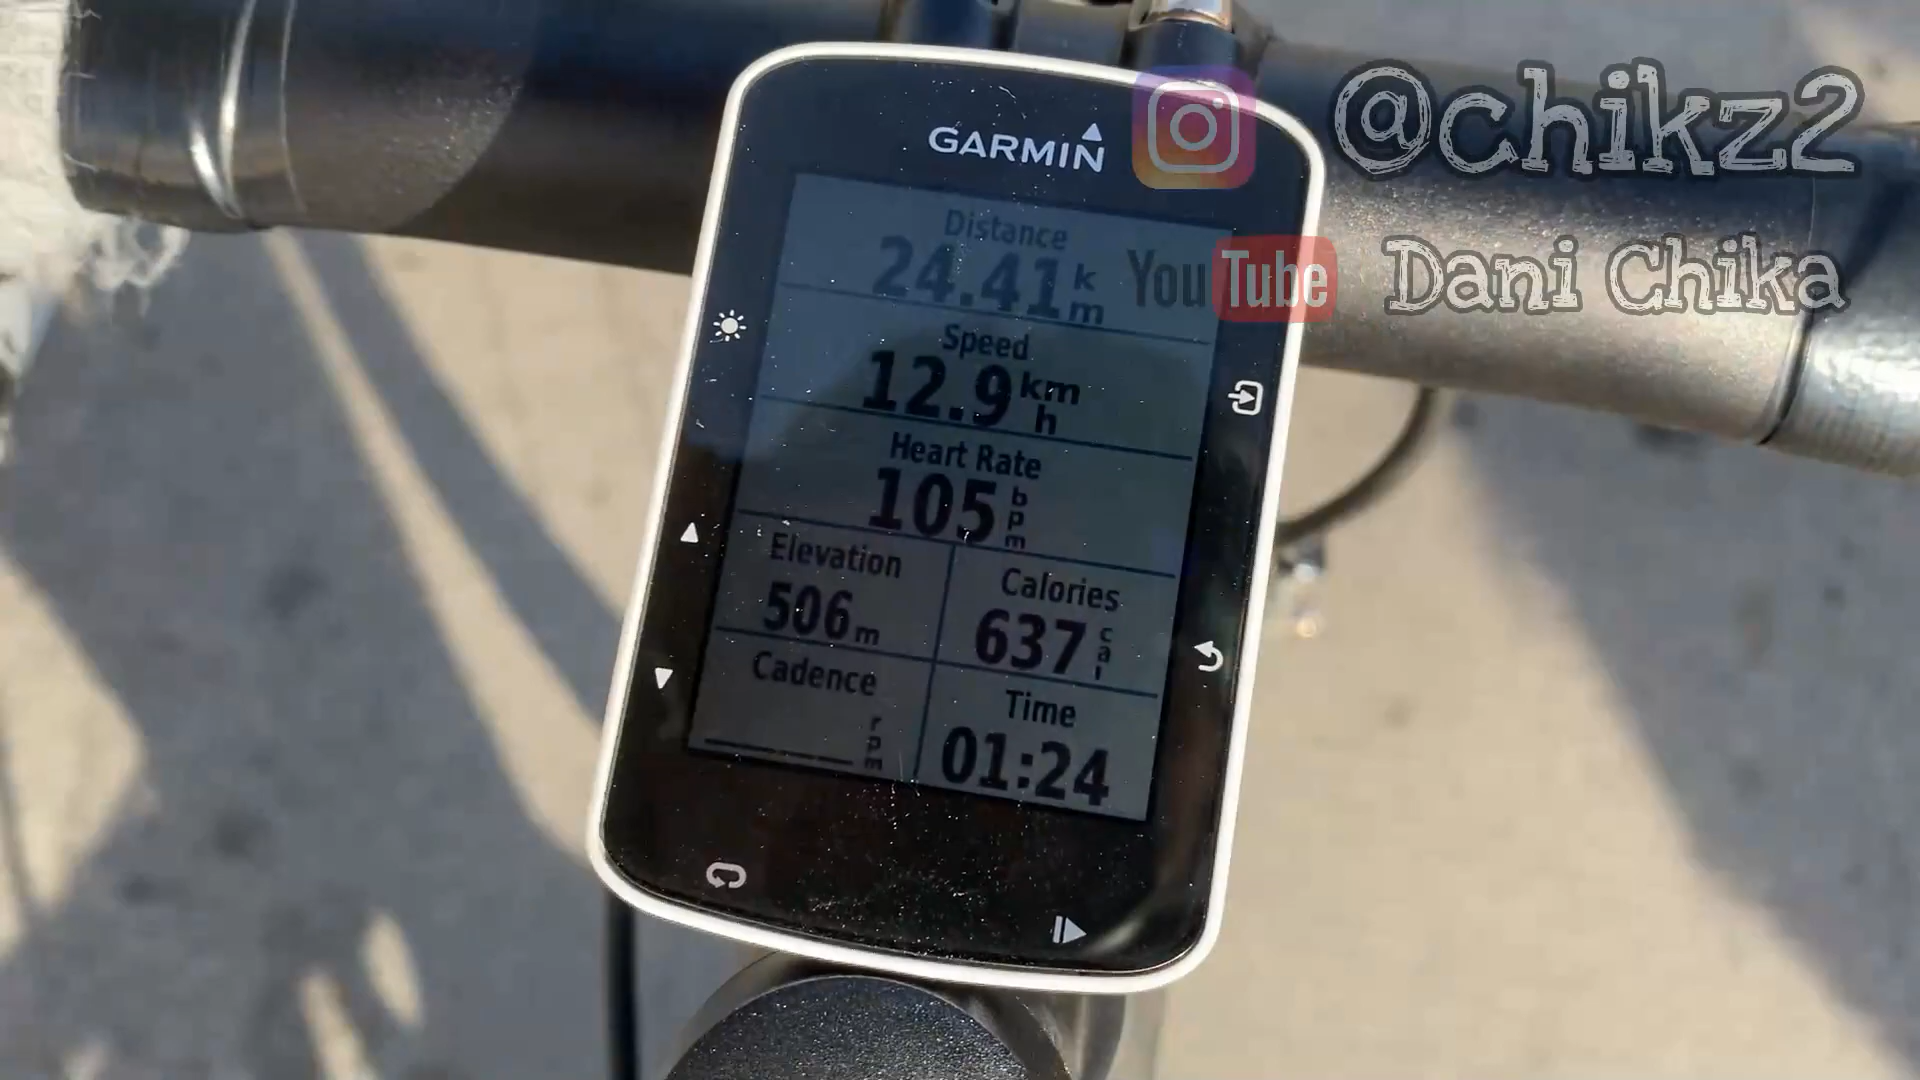 GARMIN
@chikz2
Distance
24.41 km
YouTube Dani Chika
Speed
12.9 km h
Heart Rate
105 bpm
Elevation
506 m
Calories
637 cal
Cadence
rpm
Time
01:24